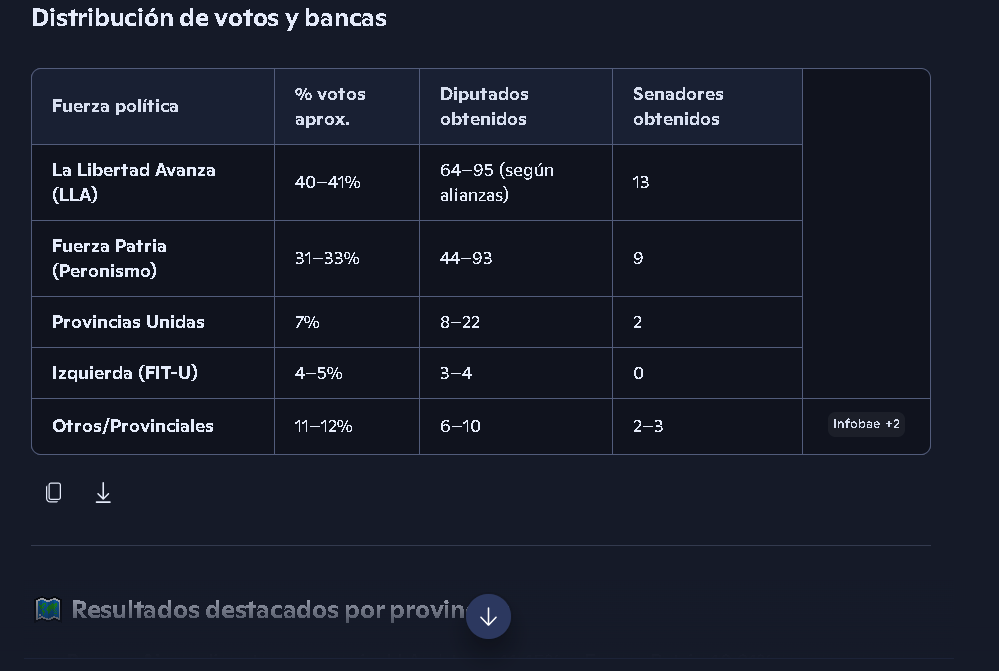 Distribución de votos y bancas
Fuerza política
% votos
aprox.
Diputados
obtenidos
Senadores
obtenidos
La Libertad Avanza
(LLA)
40–41%
64–95 (según
alianzas)
13
Fuerza Patria
(Peronismo)
31–33%
44–93
9
Provincias Unidas
7%
8–22
2
Izquierda (FIT-U)
4–5%
3–4
0
Otros/Provinciales
11–12%
6–10
2–3
Infobae +2
Resultados destacados por provin